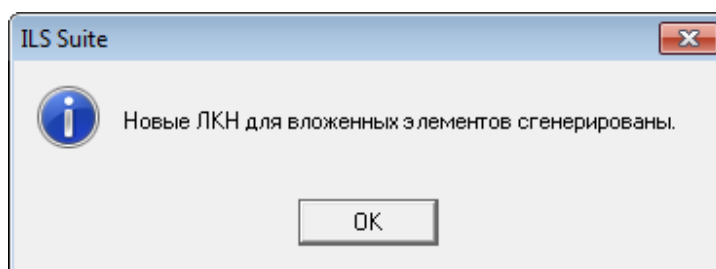 ILS Suite
Новые ЛКН для вложенных элементов сгенерированы.
OK